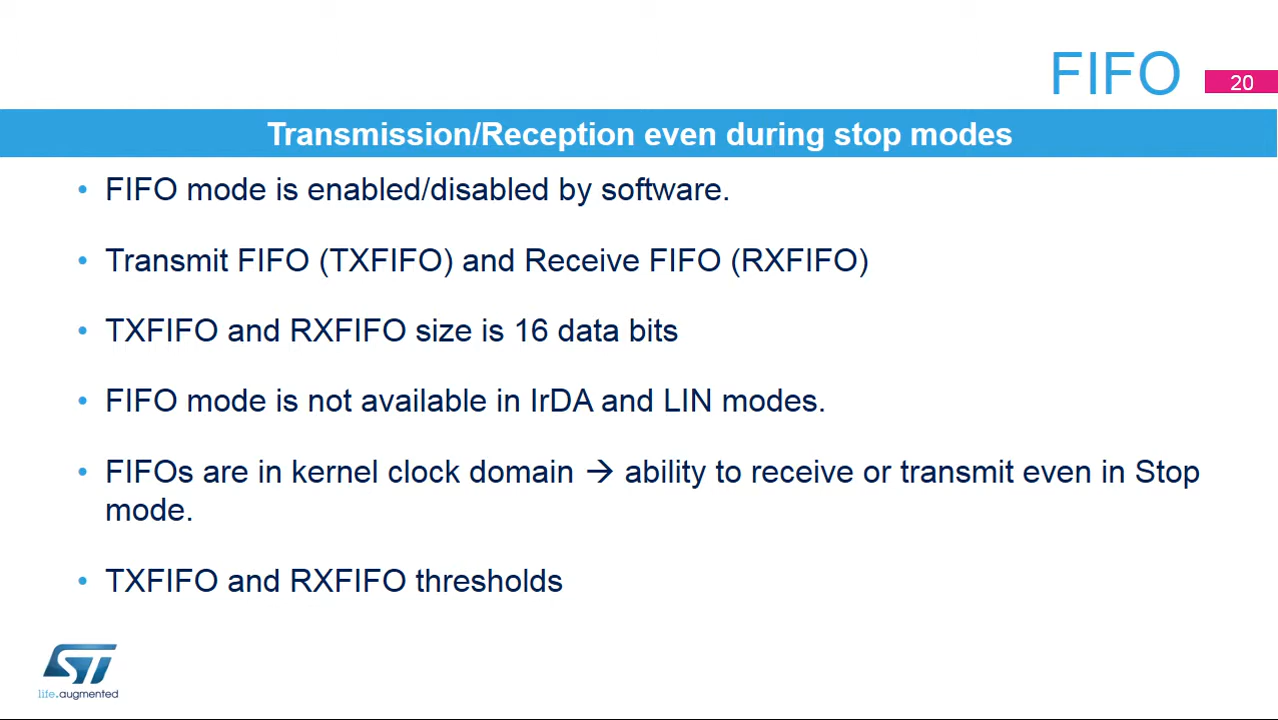 FIFO
20
Transmission/Reception even during stop modes
• FIFO mode is enabled/disabled by software.
• Transmit FIFO (TXFIFO) and Receive FIFO (RXFIFO)
• TXFIFO and RXFIFO size is 16 data bits
• FIFO mode is not available in IrDA and LIN modes.
• FIFOs are in kernel clock domain → ability to receive or transmit even in Stop
mode.
• TXFIFO and RXFIFO thresholds
ST
life.augmented